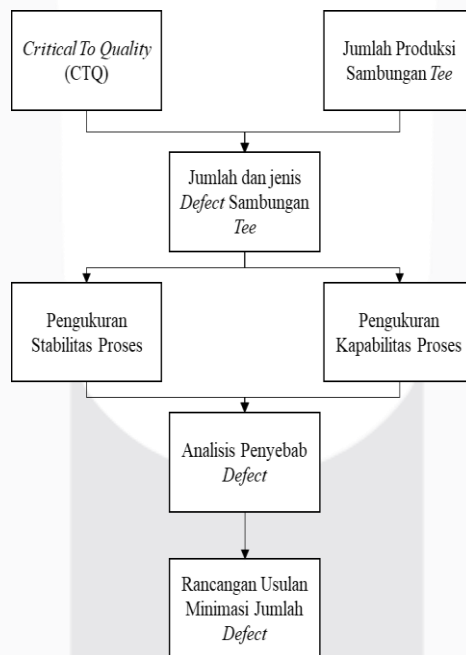 Critical To Quality
(CTQ)
Jumlah Produksi
Sambungan Tee
Jumlah dan jenis
Defect Sambungan
Tee
Pengukuran
Stabilitas Proses
Pengukuran
Kapabilitas Proses
Analisis Penyebab
Defect
Rancangan Usulan
Minimasi Jumlah
Defect